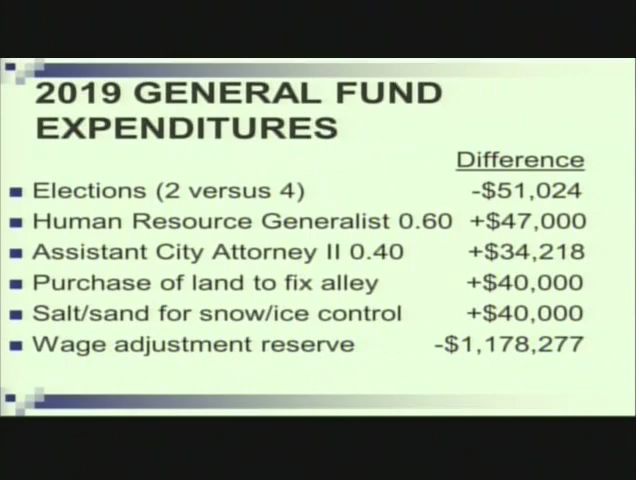 2019 GENERAL FUND
EXPENDITURES
Difference
Elections (2 versus 4) -$51,024
Human Resource Generalist 0.60 +$47,000
Assistant City Attorney II 0.40 +$34,218
Purchase of land to fix alley +$40,000
Salt/sand for snow/ice control +$40,000
Wage adjustment reserve -$1,178,277